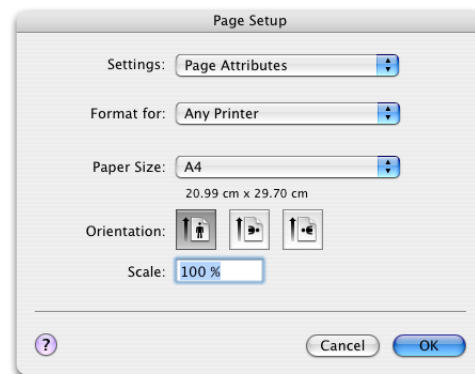 Page Setup
Settings: Page Attributes
Format for: Any Printer
Paper Size: A4
20.99 cm x 29.70 cm
Orientation:
Scale: 100 %
? Cancel OK